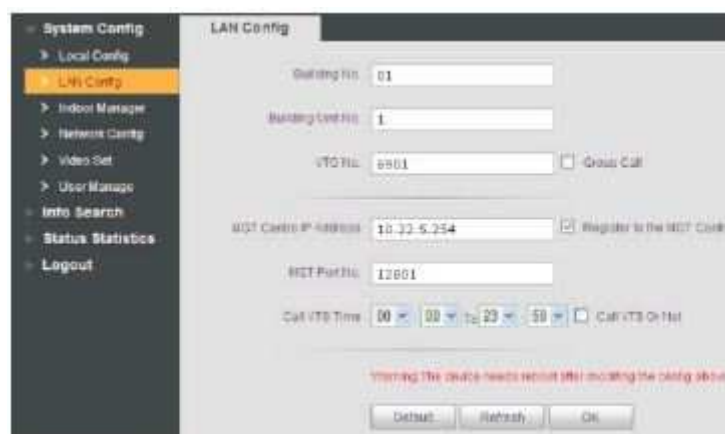 System Config
Local Config
LAN Config
Indoor Manager
Network Config
Video Set
User Manage
Info Search
Status Statistics
Logout
LAN Config
Building No. 01
Building Unit No. 1
VTO No. 6901 Group Call
MGT Centre IP Address 10.22.5.254 Register to the MGT Centr
MGT Port No. 12801
Call VTS Time 00 00 To 23 59 Call VTS Or Not
Warning:The device needs reboot after modifing the config above
Default Refresh OK